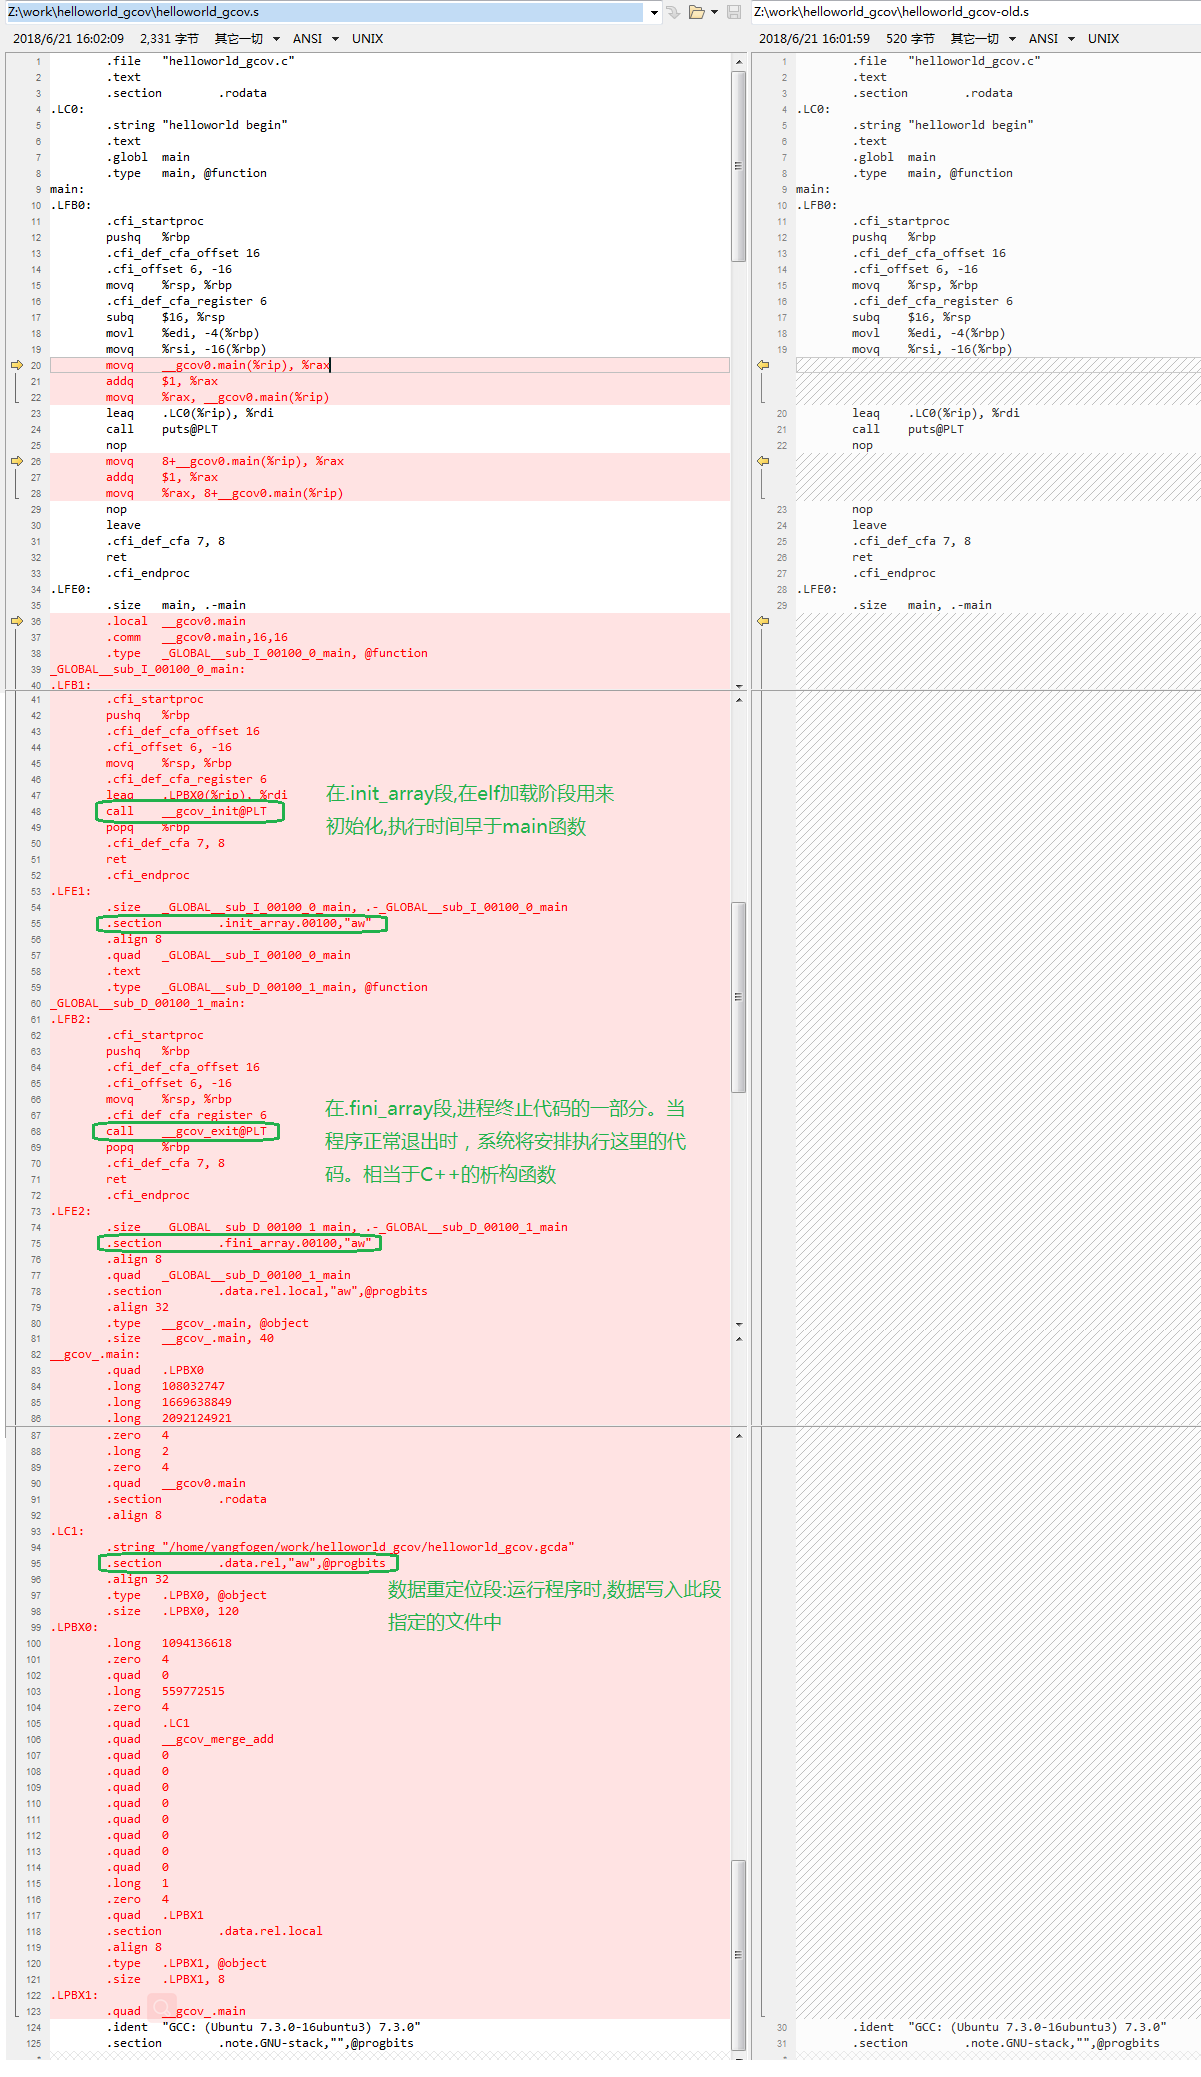 Z:\work\helloworld_gcov\helloworld_gcov.s
2018/6/21 16:02:09 2,331 字节 其它一切 ANSI UNIX
1 .file "helloworld_gcov.c"
2 .text
3 .section .rodata
4 .LC0:
5 .string "helloworld begin"
6 .text
7 .globl main
8 .type main, @function
9 main:
10 .LFB0:
11 .cfi_startproc
12 pushq %rbp
13 .cfi_def_cfa_offset 16
14 .cfi_offset 6, -16
15 movq %rsp, %rbp
16 .cfi_def_cfa_register 6
17 subq $16, %rsp
18 movl %edi, -4(%rbp)
19 movq %rsi, -16(%rbp)
20 movq __gcov0.main(%rip), %rax
21 addq $1, %rax
22 movq %rax, __gcov0.main(%rip)
23 leaq .LC0(%rip), %rdi
24 call puts@PLT
25 nop
26 movq 8+__gcov0.main(%rip), %rax
27 addq $1, %rax
28 movq %rax, 8+__gcov0.main(%rip)
29 nop
30 leave
31 .cfi_def_cfa 7, 8
32 ret
33 .cfi_endproc
34 .LFE0:
35 .size main, .-main
36 .local __gcov0.main
37 .comm __gcov0.main,16,16
38 .type _GLOBAL__sub_I_00100_0_main, @function
39 _GLOBAL__sub_I_00100_0_main:
40 .LFB1:
41 .cfi_startproc
42 pushq %rbp
43 .cfi_def_cfa_offset 16
44 .cfi_offset 6, -16
45 movq %rsp, %rbp
46 .cfi_def_cfa_register 6
47 leaq .LPBX0(%rip), %rdi
48 call __gcov_init@PLT
49 popq %rbp
50 .cfi_def_cfa 7, 8
51 ret
52 .cfi_endproc
在.init_array段,在elf加载阶段用来
初始化,执行时间早于main函数
53 .LFE1:
54 .size _GLOBAL__sub_I_00100_0_main, .-_GLOBAL__sub_I_00100_0_main
55 .section .init_array.00100,"aw"
56 .align 8
57 .quad _GLOBAL__sub_I_00100_0_main
58 .text
59 .type _GLOBAL__sub_D_00100_1_main, @function
60 _GLOBAL__sub_D_00100_1_main:
61 .LFB2:
62 .cfi_startproc
63 pushq %rbp
64 .cfi_def_cfa_offset 16
65 .cfi_offset 6, -16
66 movq %rsp, %rbp
67 .cfi_def_cfa_register 6
68 call __gcov_exit@PLT
69 popq %rbp
70 .cfi_def_cfa 7, 8
71 ret
72 .cfi_endproc
在.fini_array段,进程终止代码的一部分。当
程序正常退出时，系统将安排执行这里的代
码。相当于C++的析构函数
73 .LFE2:
74 .size _GLOBAL__sub_D_00100_1_main, .-_GLOBAL__sub_D_00100_1_main
75 .section .fini_array.00100,"aw"
76 .align 8
77 .quad _GLOBAL__sub_D_00100_1_main
78 .section .data.rel.local,"aw",@progbits
79 .align 32
80 .type __gcov_.main, @object
81 .size __gcov_.main, 40
82 __gcov_.main:
83 .quad .LPBX0
84 .long 108032747
85 .long 1669638849
86 .long 2092124921
87 .zero 4
88 .long 2
89 .zero 4
90 .quad __gcov0.main
91 .section .rodata
92 .align 8
93 .LC1:
94 .string "/home/yangfogen/work/helloworld_gcov/helloworld_gcov.gcda"
95 .section .data.rel,"aw",@progbits
96 .align 32
97 .type .LPBX0, @object
98 .size .LPBX0, 120
数据重定位段:运行程序时,数据写入此段
指定的文件中
99 .LPBX0:
100 .long 1094136618
101 .zero 4
102 .quad 0
103 .long 559772515
104 .zero 4
105 .quad .LC1
106 .quad __gcov_merge_add
107 .quad 0
108 .quad 0
109 .quad 0
110 .quad 0
111 .quad 0
112 .quad 0
113 .quad 0
114 .quad 0
115 .long 1
116 .zero 4
117 .quad .LPBX1
118 .section .data.rel.local
119 .align 8
120 .type .LPBX1, @object
121 .size .LPBX1, 8
122 .LPBX1:
123 .quad __gcov_.main
124 .ident "GCC: (Ubuntu 7.3.0-16ubuntu3) 7.3.0"
125 .section .note.GNU-stack,"",@progbits
Z:\work\helloworld_gcov\helloworld_gcov-old.s
2018/6/21 16:01:59 520 字节 其它一切 ANSI UNIX
1 .file "helloworld_gcov.c"
2 .text
3 .section .rodata
4 .LC0:
5 .string "helloworld begin"
6 .text
7 .globl main
8 .type main, @function
9 main:
10 .LFB0:
11 .cfi_startproc
12 pushq %rbp
13 .cfi_def_cfa_offset 16
14 .cfi_offset 6, -16
15 movq %rsp, %rbp
16 .cfi_def_cfa_register 6
17 subq $16, %rsp
18 movl %edi, -4(%rbp)
19 movq %rsi, -16(%rbp)
20 leaq .LC0(%rip), %rdi
21 call puts@PLT
22 nop
23 nop
24 leave
25 .cfi_def_cfa 7, 8
26 ret
27 .cfi_endproc
28 .LFE0:
29 .size main, .-main
30 .ident "GCC: (Ubuntu 7.3.0-16ubuntu3) 7.3.0"
31 .section .note.GNU-stack,"",@progbits